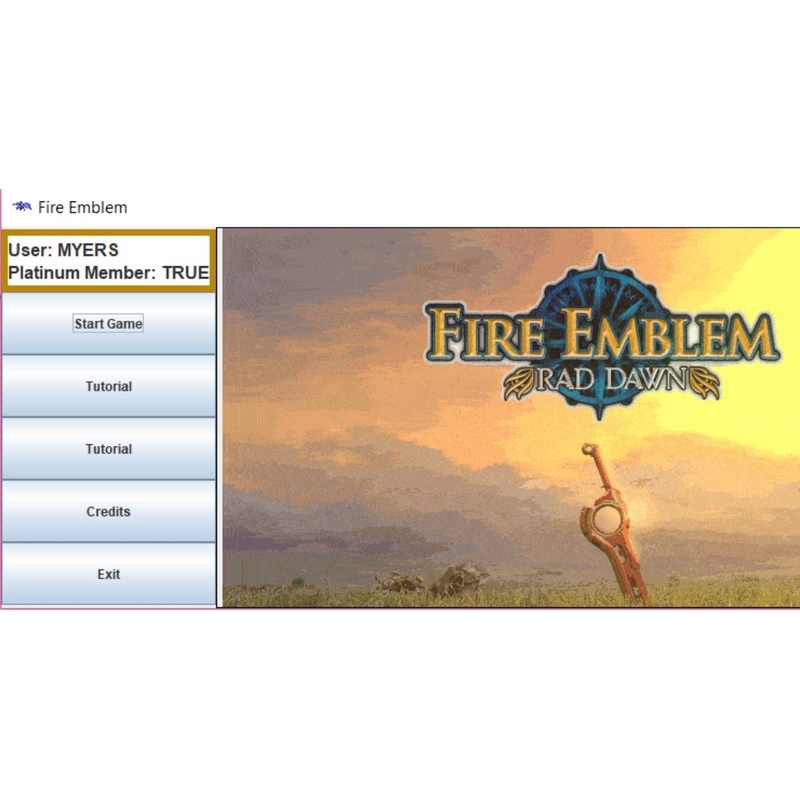 Fire Emblem
User: MYERS
Platinum Member: TRUE
Start Game
Tutorial
Tutorial
Credits
Exit
FIRE EMBLEM
RAD DAWN